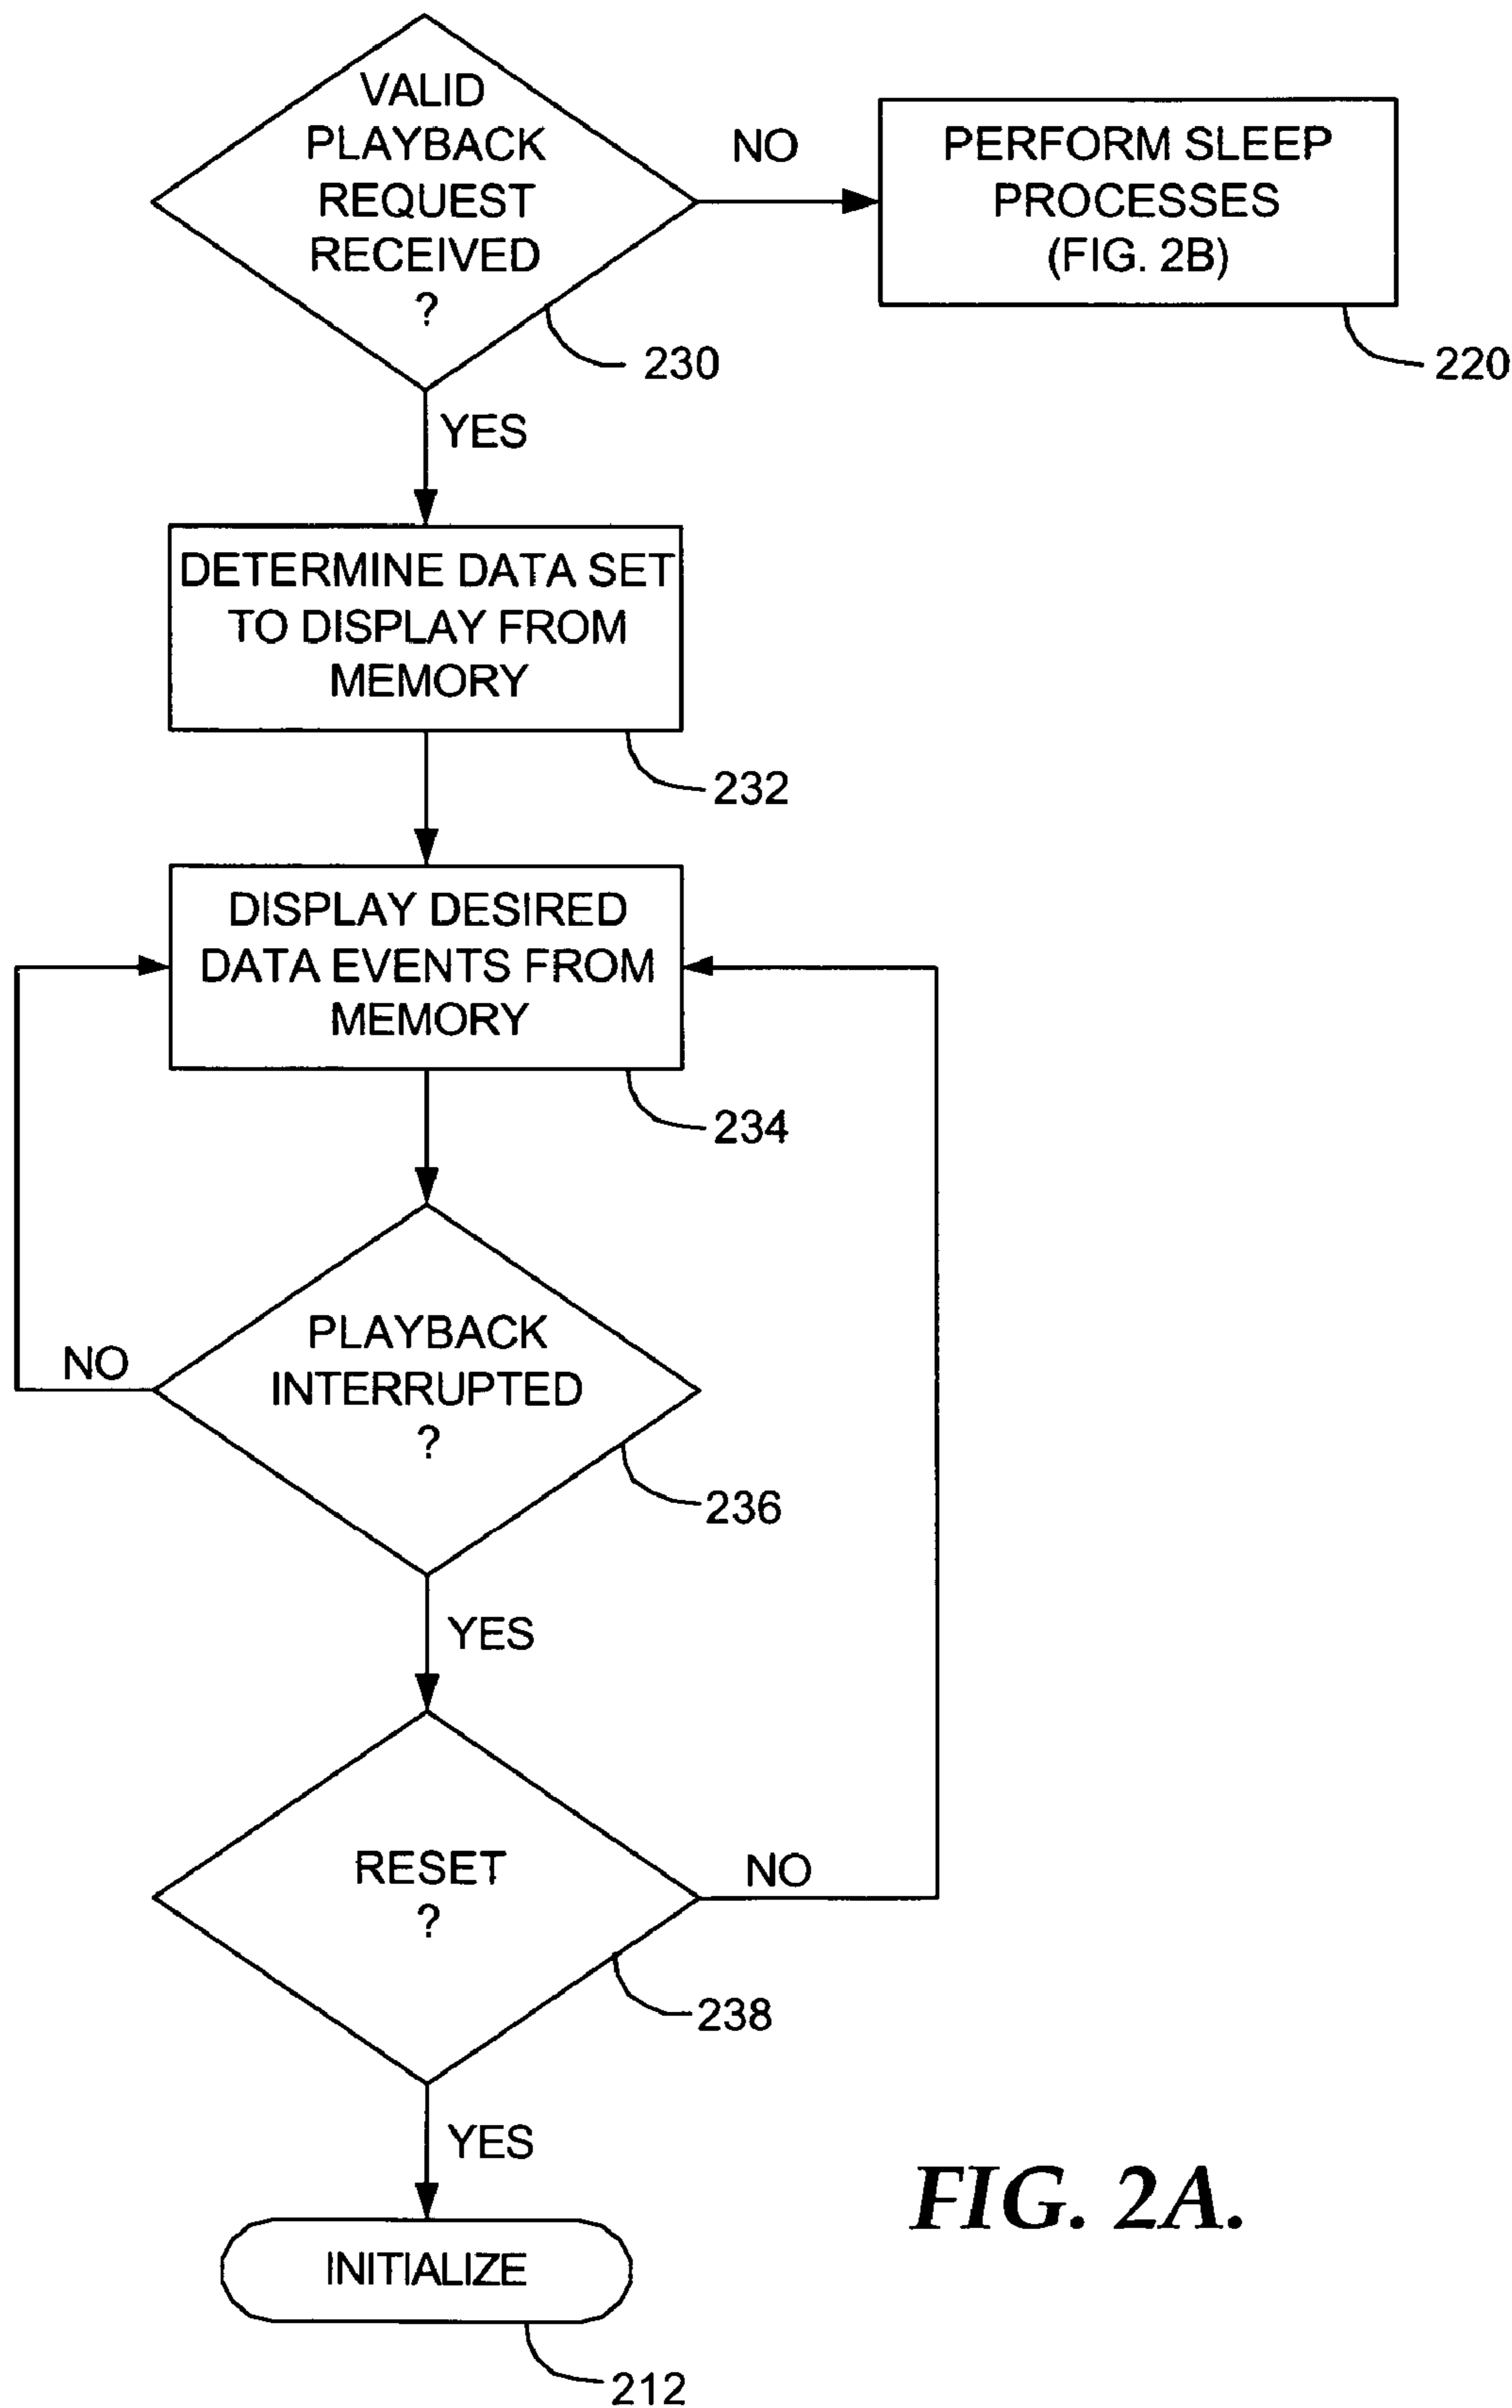 VALID
PLAYBACK
REQUEST
RECEIVED
?
NO
PERFORM SLEEP
PROCESSES
(FIG. 2B)
230
220
YES
DETERMINE DATA SET
TO DISPLAY FROM
MEMORY
232
DISPLAY DESIRED
DATA EVENTS FROM
MEMORY
234
PLAYBACK
INTERRUPTED
?
NO
236
YES
RESET
?
NO
238
YES
FIG. 2A.
INITIALIZE
212